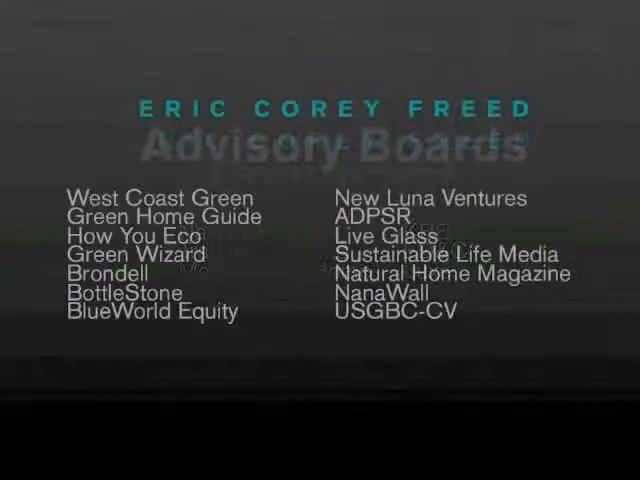 ERIC COREY FREED
Advisory Boards
West Coast Green
Green Home Guide
How You Eco
Green Wizard
Brondell
BottleStone
BlueWorld Equity
New Luna Ventures
ADPSR
Live Glass
Sustainable Life Media
Natural Home Magazine
NanaWall
USGBC-CV